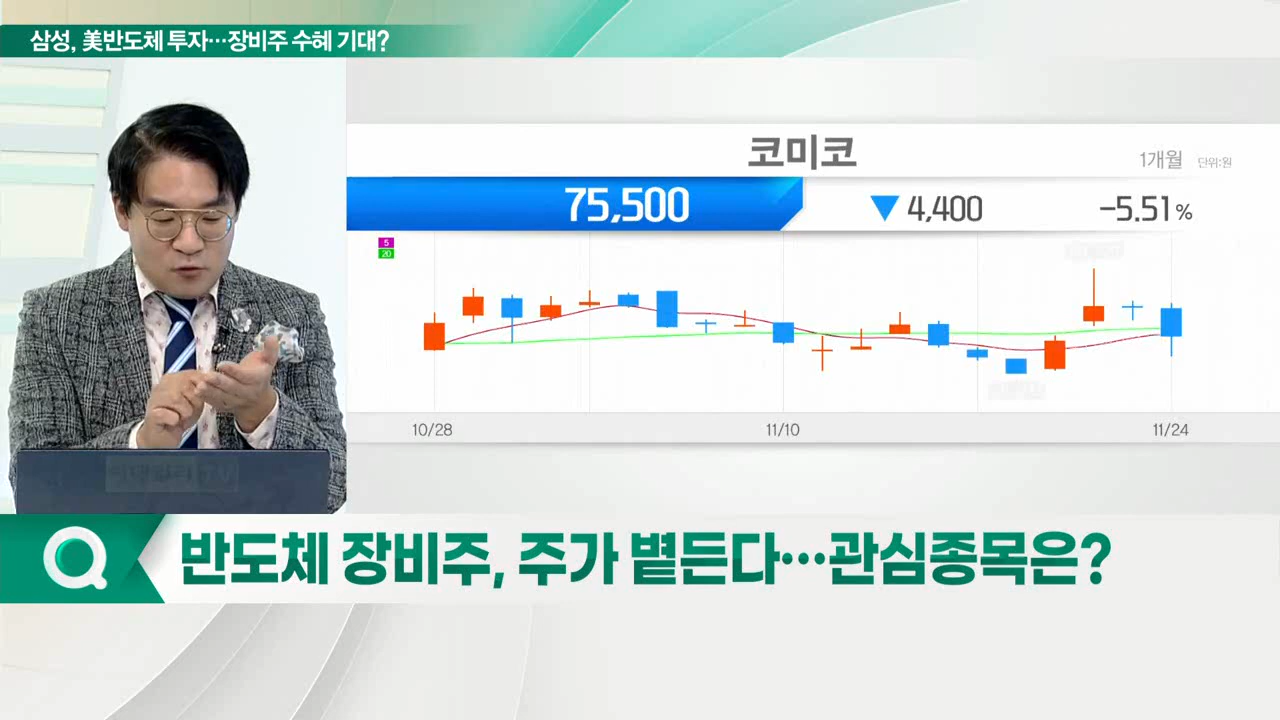 삼성, 美반도체 투자…장비주 수혜 기대?
코미코
1개월 단위:원
75,500 ▼ 4,400 -5.51%
5
20
10/28 11/10 11/24
반도체 장비주, 주가 볕든다…관심종목은?